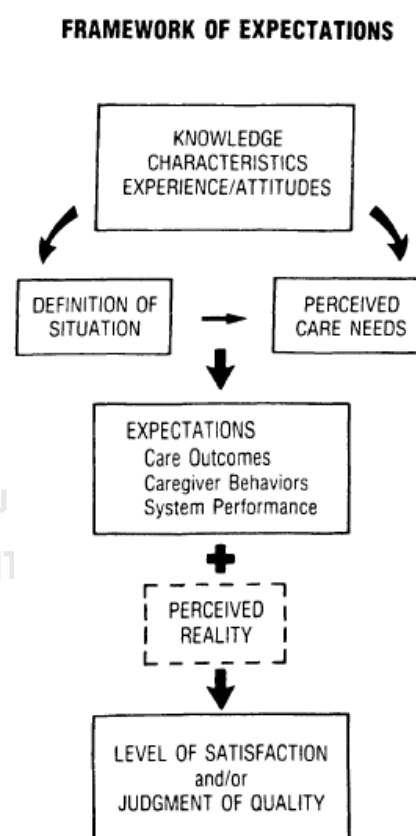 FRAMEWORK OF EXPECTATIONS
KNOWLEDGE
CHARACTERISTICS
EXPERIENCE/ATTITUDES
DEFINITION OF
SITUATION
PERCEIVED
CARE NEEDS
EXPECTATIONS
Care Outcomes
Caregiver Behaviors
System Performance
PERCEIVED
REALITY
LEVEL OF SATISFACTION
and/or
JUDGMENT OF QUALITY